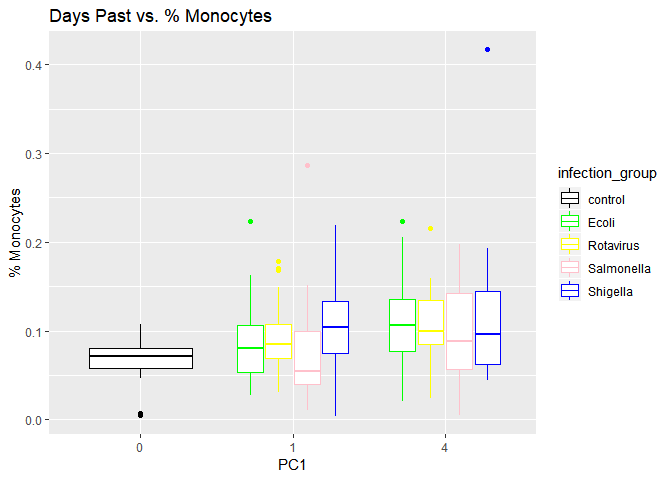 Days Past vs. % Monocytes
% Monocytes
0.4
0.3
0.2
0.1
0.0
0
1
4
PC1
infection_group
control
Ecoli
Rotavirus
Salmonella
Shigella